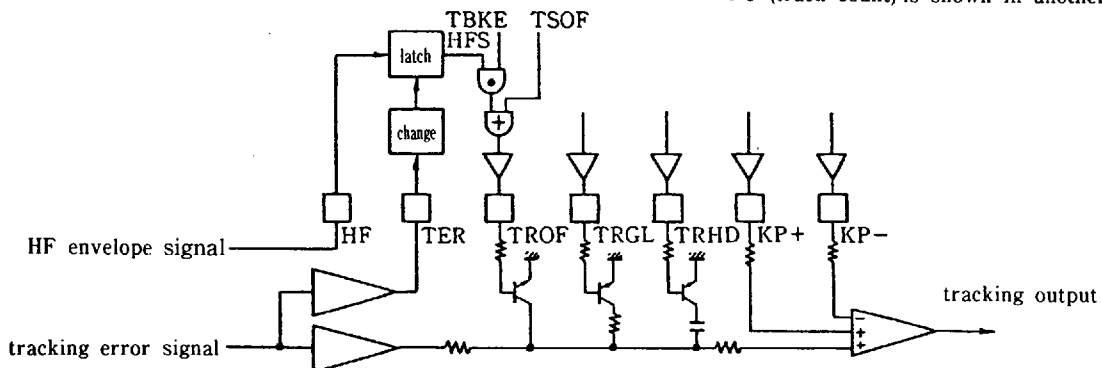 (track count) is shown in another
TBKE TSOF
HFS
latch
•
+
change
HF TER TROF TRGL TRHD KP+ KP−
HF envelope signal
tracking output
−
+
+
tracking error signal